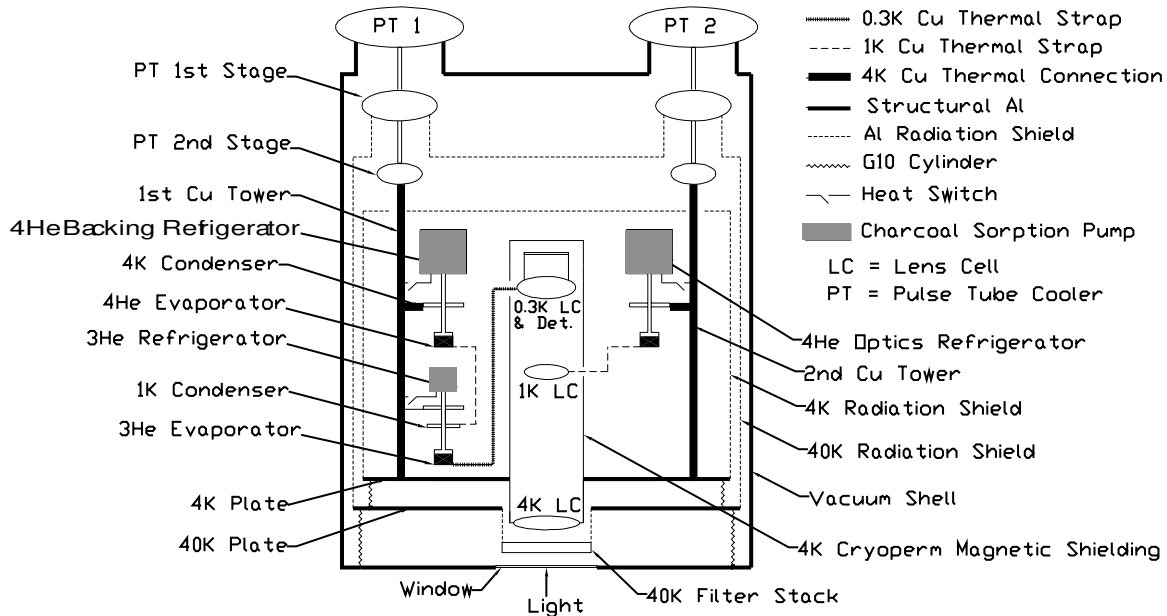 PT 1
PT 2
PT 1st Stage
PT 2nd Stage
1st Cu Tower
4He Backing Refrigerator
4K Condenser
4He Evaporator
3He Refrigerator
1K Condenser
3He Evaporator
4K Plate
40K Plate
0.3K LC
& Det.
1K LC
4K LC
Window
Light
0.3K Cu Thermal Strap
1K Cu Thermal Strap
4K Cu Thermal Connection
Structural Al
Al Radiation Shield
G10 Cylinder
Heat Switch
Charcoal Sorption Pump
LC = Lens Cell
PT = Pulse Tube Cooler
4He Optics Refrigerator
2nd Cu Tower
4K Radiation Shield
40K Radiation Shield
Vacuum Shell
4K Cryoperm Magnetic Shielding
40K Filter Stack